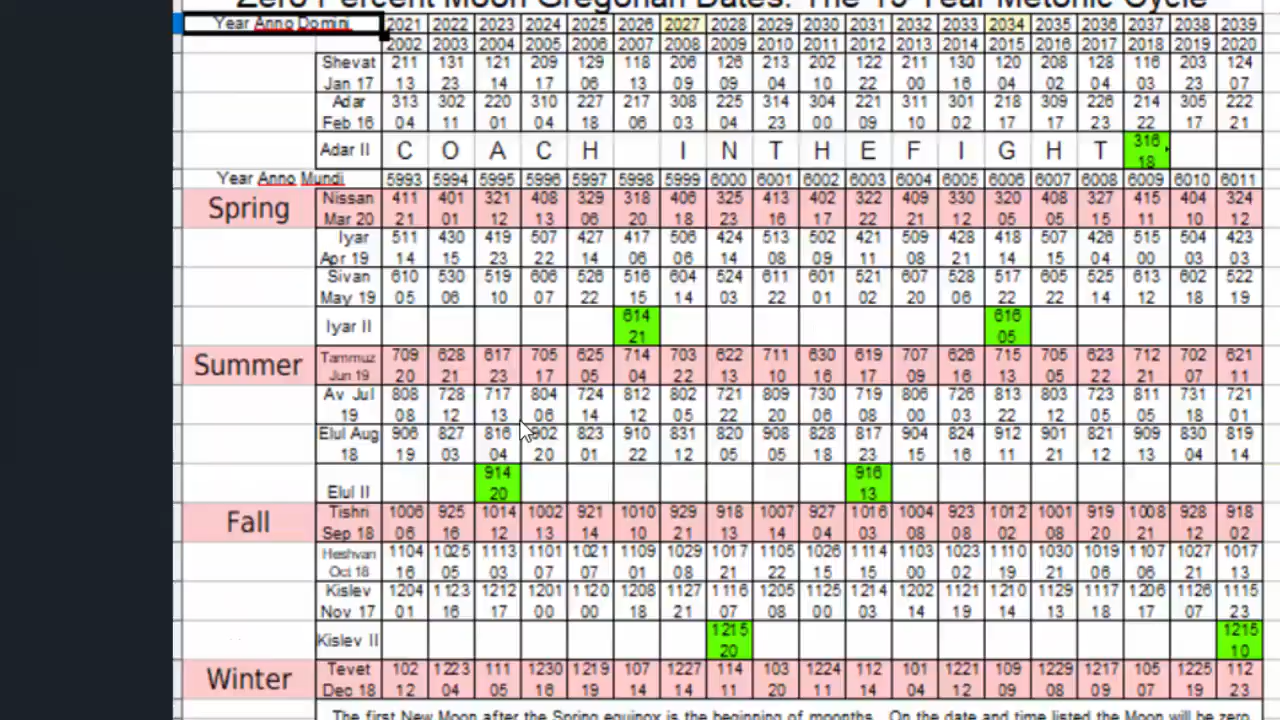 Zero Percent Moon Gregorian Dates: The 19 Year Metonic Cycle
Year Anno Domini 2021 2022 2023 2024 2025 2026 2027 2028 2029 2030 2031 2032 2033 2034 2035 2036 2037 2038 2039
2002 2003 2004 2005 2006 2007 2008 2009 2010 2011 2012 2013 2014 2015 2016 2017 2018 2019 2020
Shevat 211 131 121 209 129 118 206 126 213 202 122 211 130 120 208 128 116 203 124
Jan 17 13 23 14 17 06 13 09 09 04 10 22 00 16 04 02 04 03 23 07
Adar 313 302 220 310 227 217 308 225 314 304 221 311 301 218 309 226 214 305 222
Feb 16 04 11 01 04 18 06 03 04 23 00 09 10 02 17 17 23 22 17 21
Adar II C O A C H I N T H E F I G H T 316
18
Year Anno Mundi 5993 5994 5995 5996 5997 5998 5999 6000 6001 6002 6003 6004 6005 6006 6007 6008 6009 6010 6011
Spring Nissan 411 401 321 408 329 318 406 325 413 402 322 409 330 320 408 327 415 404 324
Mar 20 21 01 12 13 06 20 18 23 16 17 22 21 12 05 05 15 11 10 12
Iyar 511 430 419 507 427 417 506 424 513 502 421 509 428 418 507 426 515 504 423
Apr 19 14 15 23 22 14 06 06 14 08 09 11 08 21 14 15 04 00 03 03
Sivan 610 530 519 606 526 516 604 524 611 601 521 607 528 517 605 525 613 602 522
May 19 05 06 10 07 22 15 14 03 22 01 02 20 06 22 22 14 12 18 19
Iyar II 614 616
21 05
Summer Tammuz 709 628 617 705 625 714 703 622 711 630 619 707 626 715 705 623 712 702 621
Jun 19 20 21 23 17 05 04 22 13 10 16 17 09 16 13 05 22 21 07 11
Av Jul 808 728 717 804 724 812 802 721 809 730 719 806 726 813 803 723 811 731 721
19 08 12 13 06 14 12 05 22 20 06 08 00 03 22 12 05 05 18 01
Elul Aug 906 827 816 902 823 910 831 820 908 828 817 904 824 912 901 821 909 830 819
18 19 03 04 20 01 22 12 05 05 18 23 15 16 11 21 12 13 04 14
914 916
Elul II 20 13
Fall Tishri 1006 925 1014 1002 921 1010 929 918 1007 927 1016 1004 923 1012 1001 919 1008 928 918
Sep 18 06 16 12 13 14 10 21 13 14 04 03 08 08 02 08 20 21 12 02
Heshvan 1104 1025 1113 1101 1021 1109 1029 1017 1105 1026 1114 1103 1023 1110 1030 1019 1107 1027 1017
Oct 18 16 05 03 07 07 01 08 21 22 15 15 00 02 19 21 06 06 21 13
Kislev 1204 1123 1212 1201 1120 1208 1127 1116 1205 1125 1214 1202 1121 1210 1129 1117 1206 1126 1115
Nov 17 01 16 17 00 00 18 21 07 08 00 03 14 19 14 13 18 17 07 23
Kislev II 1215 1215
20 10
Winter Tevet 102 1223 111 1230 1219 107 1227 114 103 1224 112 101 1221 109 1229 1217 105 1225 112
Dec 18 12 04 05 16 19 14 14 11 20 11 14 04 12 09 08 09 07 19 23
The first New Moon after the Spring equinox is the beginning of moonths. On the date and time listed the Moon will be zero